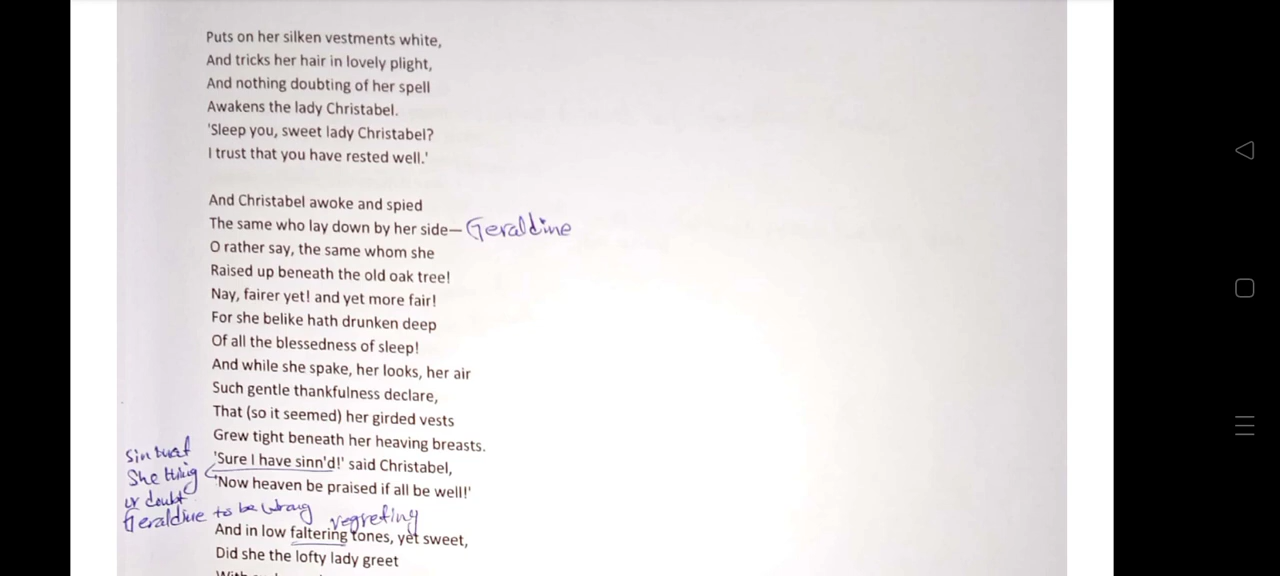 Puts on her silken vestments white,
And tricks her hair in lovely plight,
And nothing doubting of her spell
Awakens the lady Christabel.
'Sleep you, sweet lady Christabel?
I trust that you have rested well.'
And Christabel awoke and spied
The same who lay down by her side— Geraldine
O rather say, the same whom she
Raised up beneath the old oak tree!
Nay, fairer yet! and yet more fair!
For she belike hath drunken deep
Of all the blessedness of sleep!
And while she spake, her looks, her air
Such gentle thankfulness declare,
That (so it seemed) her girded vests
Grew tight beneath her heaving breasts.
'Sure I have sinn'd!' said Christabel,
'Now heaven be praised if all be well!'
sin that
She
or doubt
Geraldine to be wrong
regreting
And in low faltering tones, yet sweet,
Did she the lofty lady greet